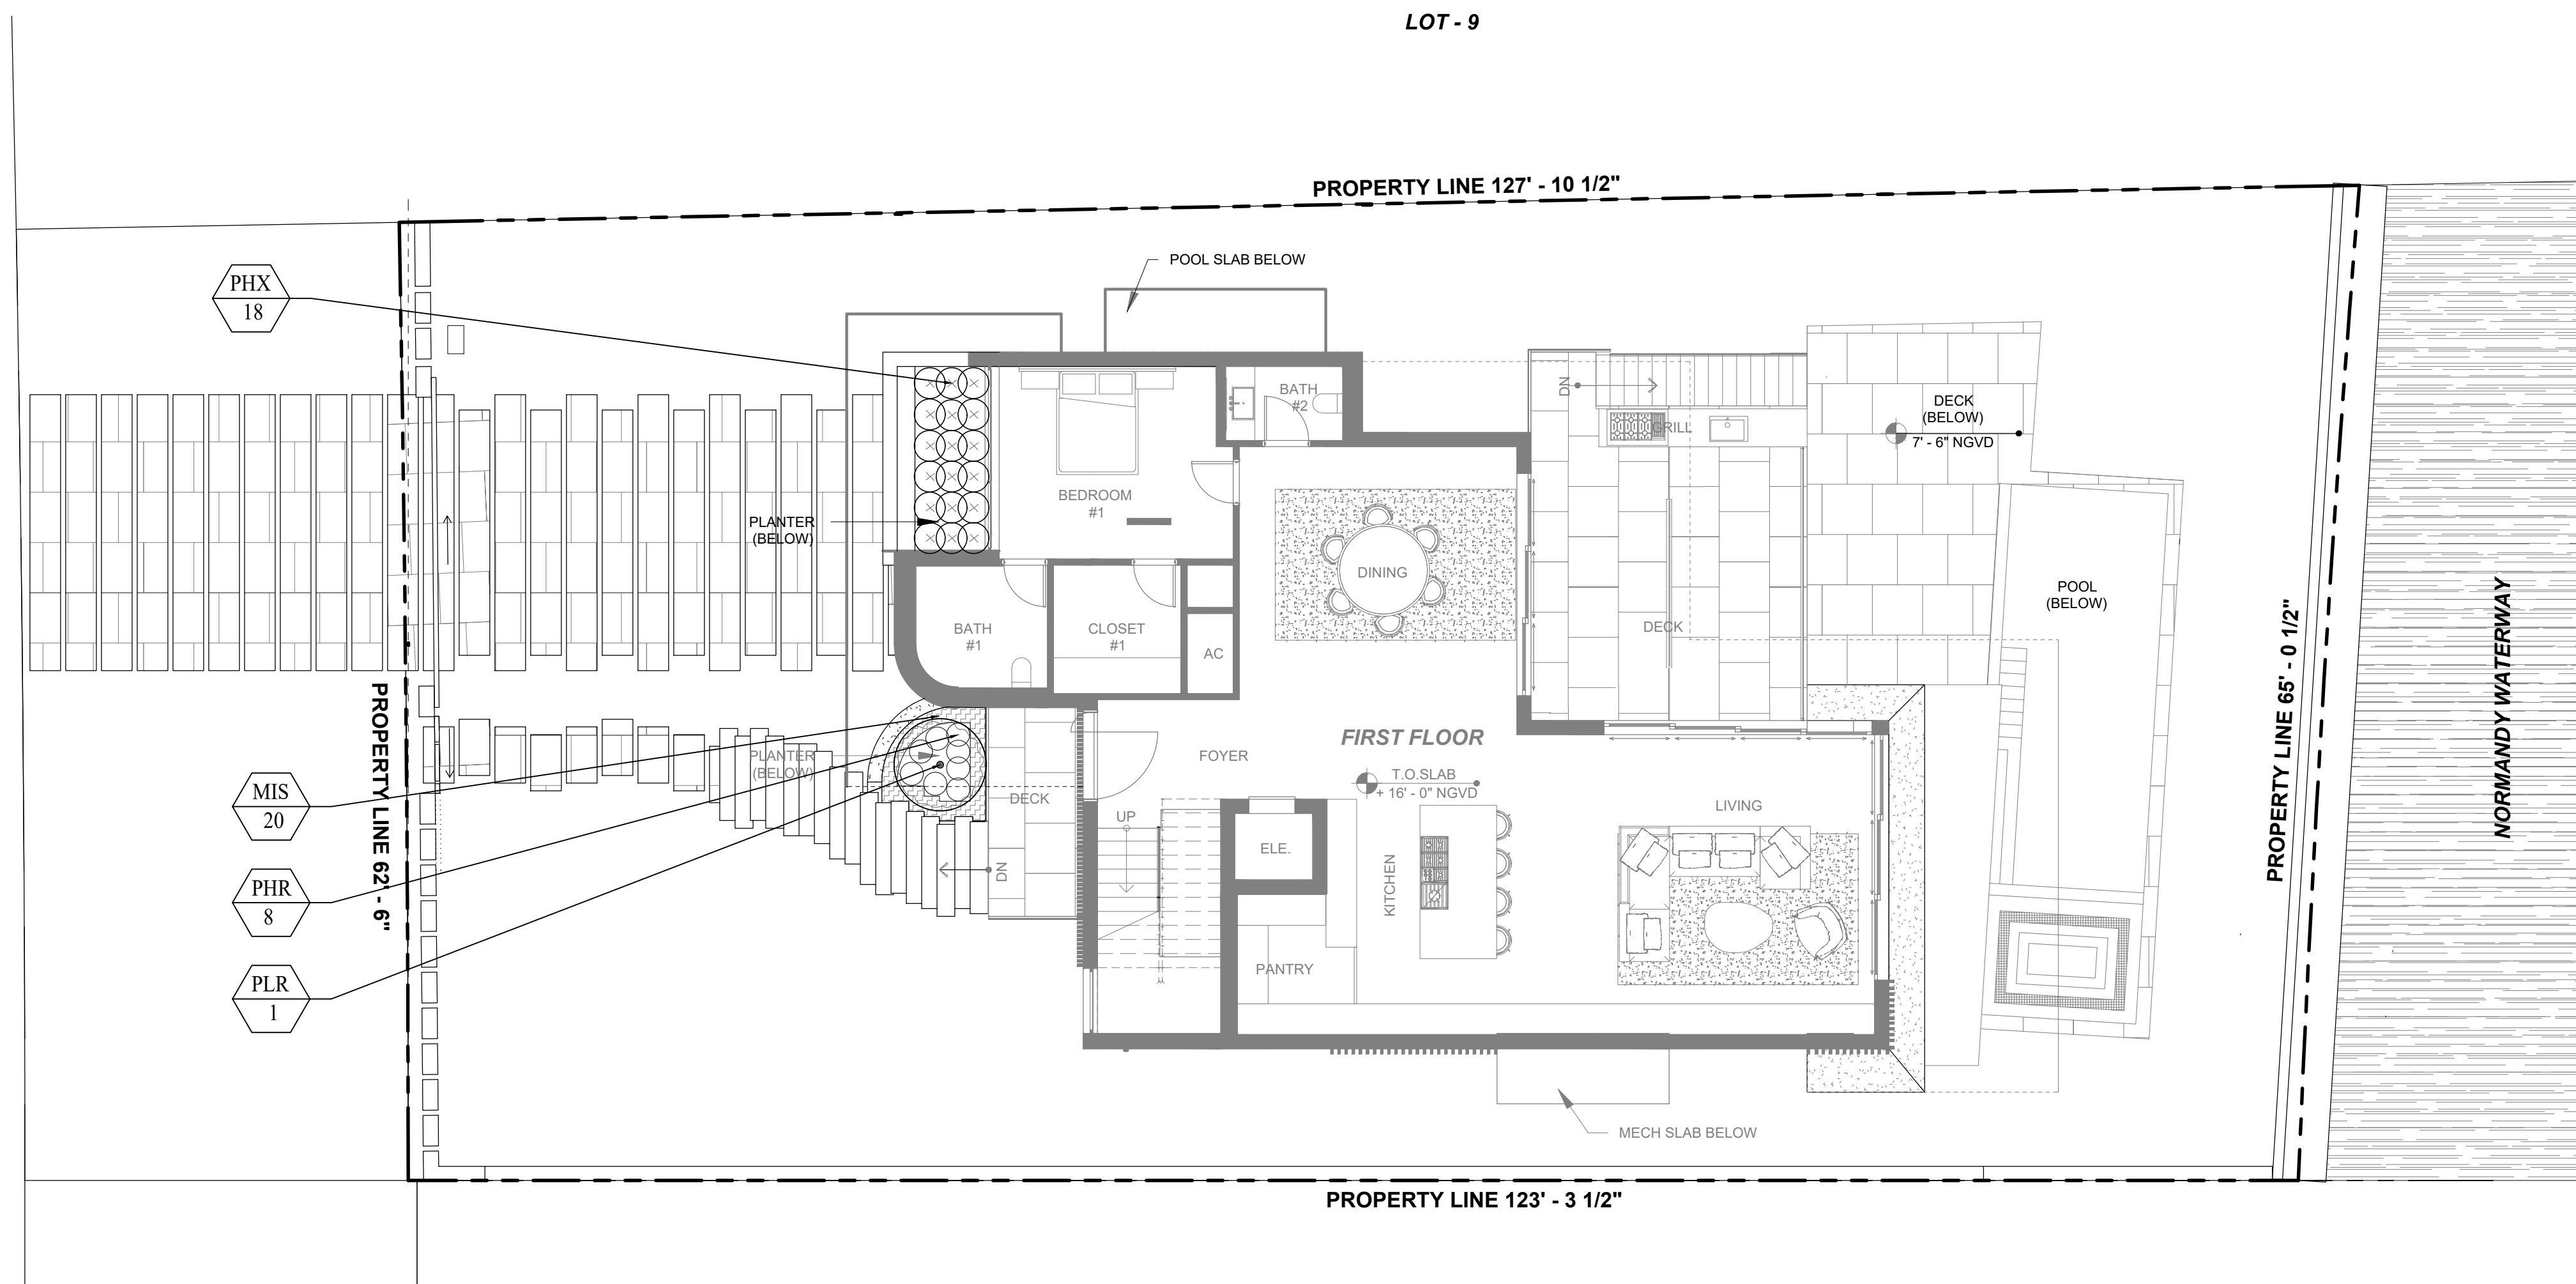 LOT - 9
PROPERTY LINE 127' - 10 1/2"
POOL SLAB BELOW
PHX
18
BATH
#2
DN
GRILL
DECK
(BELOW)
7' - 6" NGVD
BEDROOM
#1
PLANTER
(BELOW)
DINING
POOL
(BELOW)
BATH
#1
CLOSET
#1
AC
DECK
PROPERTY LINE 62' - 6"
PROPERTY LINE 65' - 0 1/2"
NORMANDY WATERWAY
FIRST FLOOR
FOYER
PLANTER
(BELOW)
T.O.SLAB
+ 16' - 0" NGVD
MIS
20
DECK
LIVING
UP
ELE.
DN
KITCHEN
PHR
8
PANTRY
PLR
1
MECH SLAB BELOW
PROPERTY LINE 123' - 3 1/2"